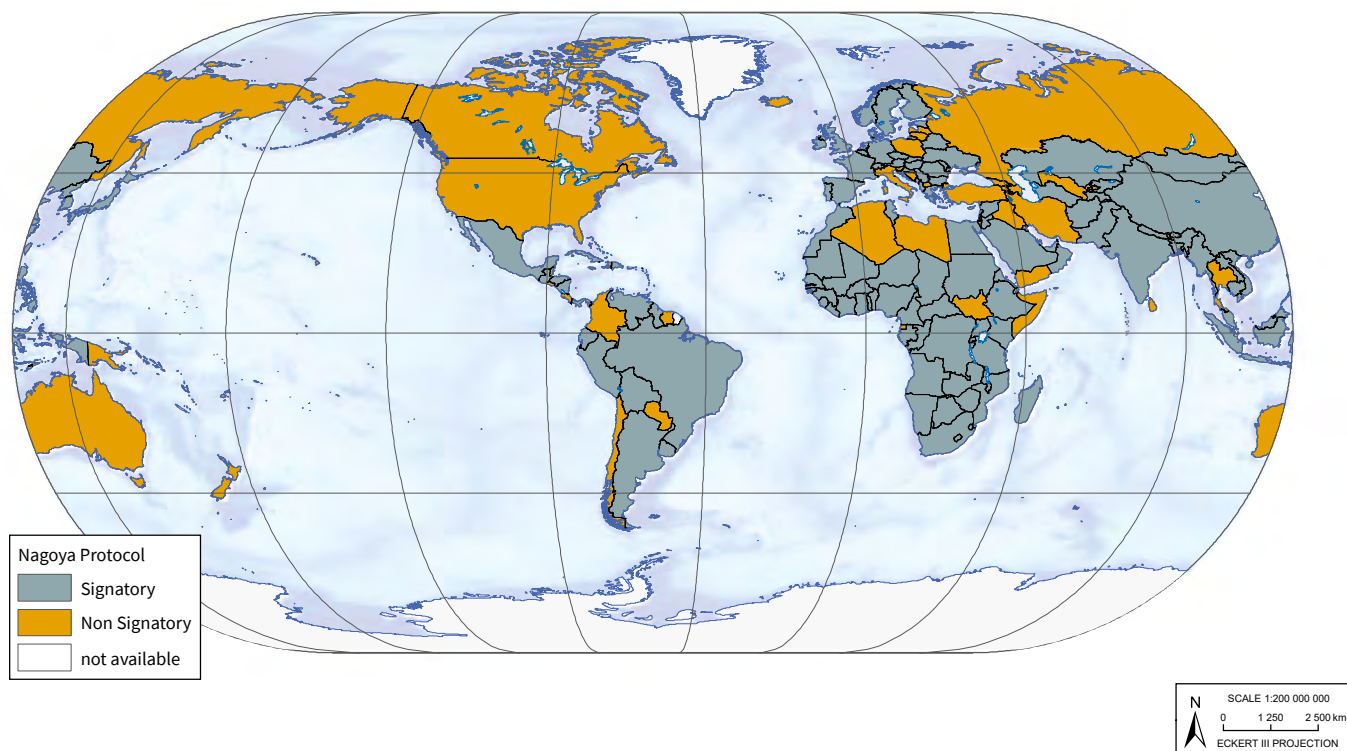 Nagoya Protocol
Signatory
Non Signatory
not available
N
SCALE 1:200 000 000
0 1 250 2 500 km
ECKERT III PROJECTION